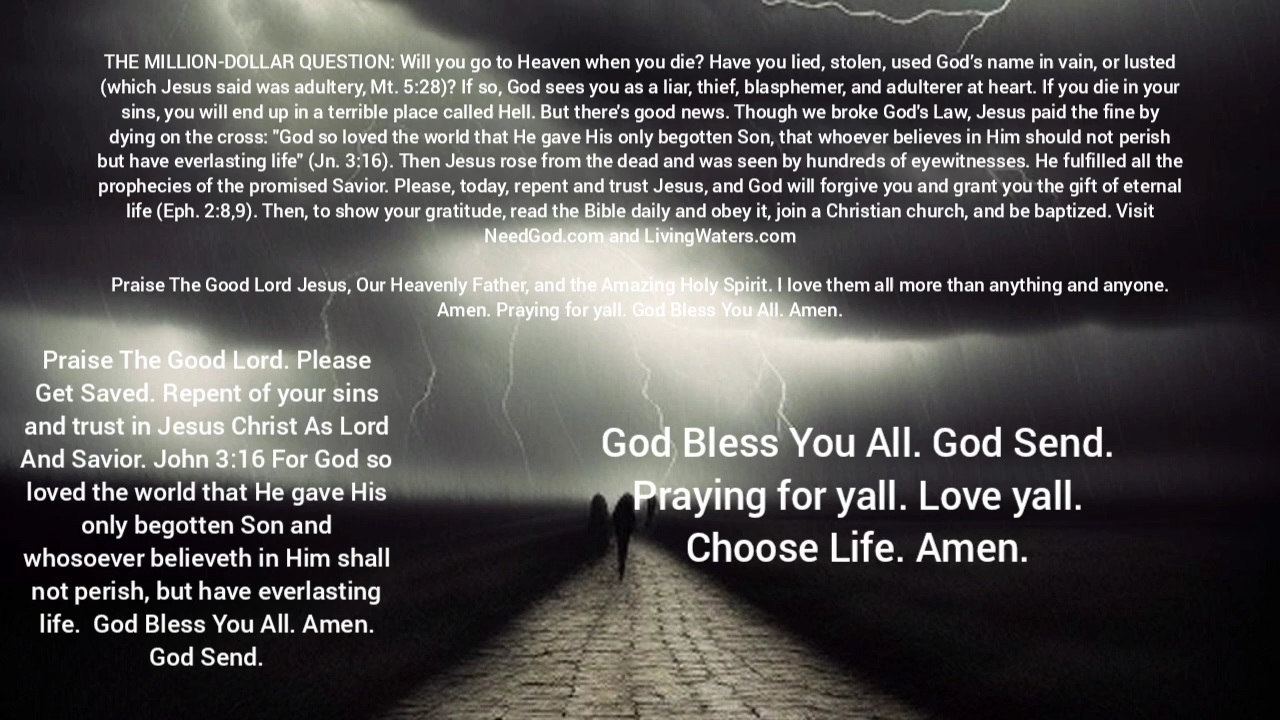 THE MILLION-DOLLAR QUESTION: Will you go to Heaven when you die? Have you lied, stolen, used God's name in vain, or lusted
(which Jesus said was adultery, Mt. 5:28)? If so, God sees you as a liar, thief, blasphemer, and adulterer at heart. If you die in your
sins, you will end up in a terrible place called Hell. But there's good news. Though we broke God's Law, Jesus paid the fine by
dying on the cross: "God so loved the world that He gave His only begotten Son, that whoever believes in Him should not perish
but have everlasting life" (Jn. 3:16). Then Jesus rose from the dead and was seen by hundreds of eyewitnesses. He fulfilled all the
prophecies of the promised Savior. Please, today, repent and trust Jesus, and God will forgive you and grant you the gift of eternal
life (Eph. 2:8,9). Then, to show your gratitude, read the Bible daily and obey it, join a Christian church, and be baptized. Visit
NeedGod.com and LivingWaters.com
Praise The Good Lord Jesus, Our Heavenly Father, and the Amazing Holy Spirit. I love them all more than anything and anyone.
Amen. Praying for yall. God Bless You All. Amen.
Praise The Good Lord. Please
Get Saved. Repent of your sins
and trust in Jesus Christ As Lord
And Savior. John 3:16 For God so
loved the world that He gave His
only begotten Son and
whosoever believeth in Him shall
not perish, but have everlasting
life.  God Bless You All. Amen.
God Send.
God Bless You All. God Send.
Praying for yall. Love yall.
Choose Life. Amen.